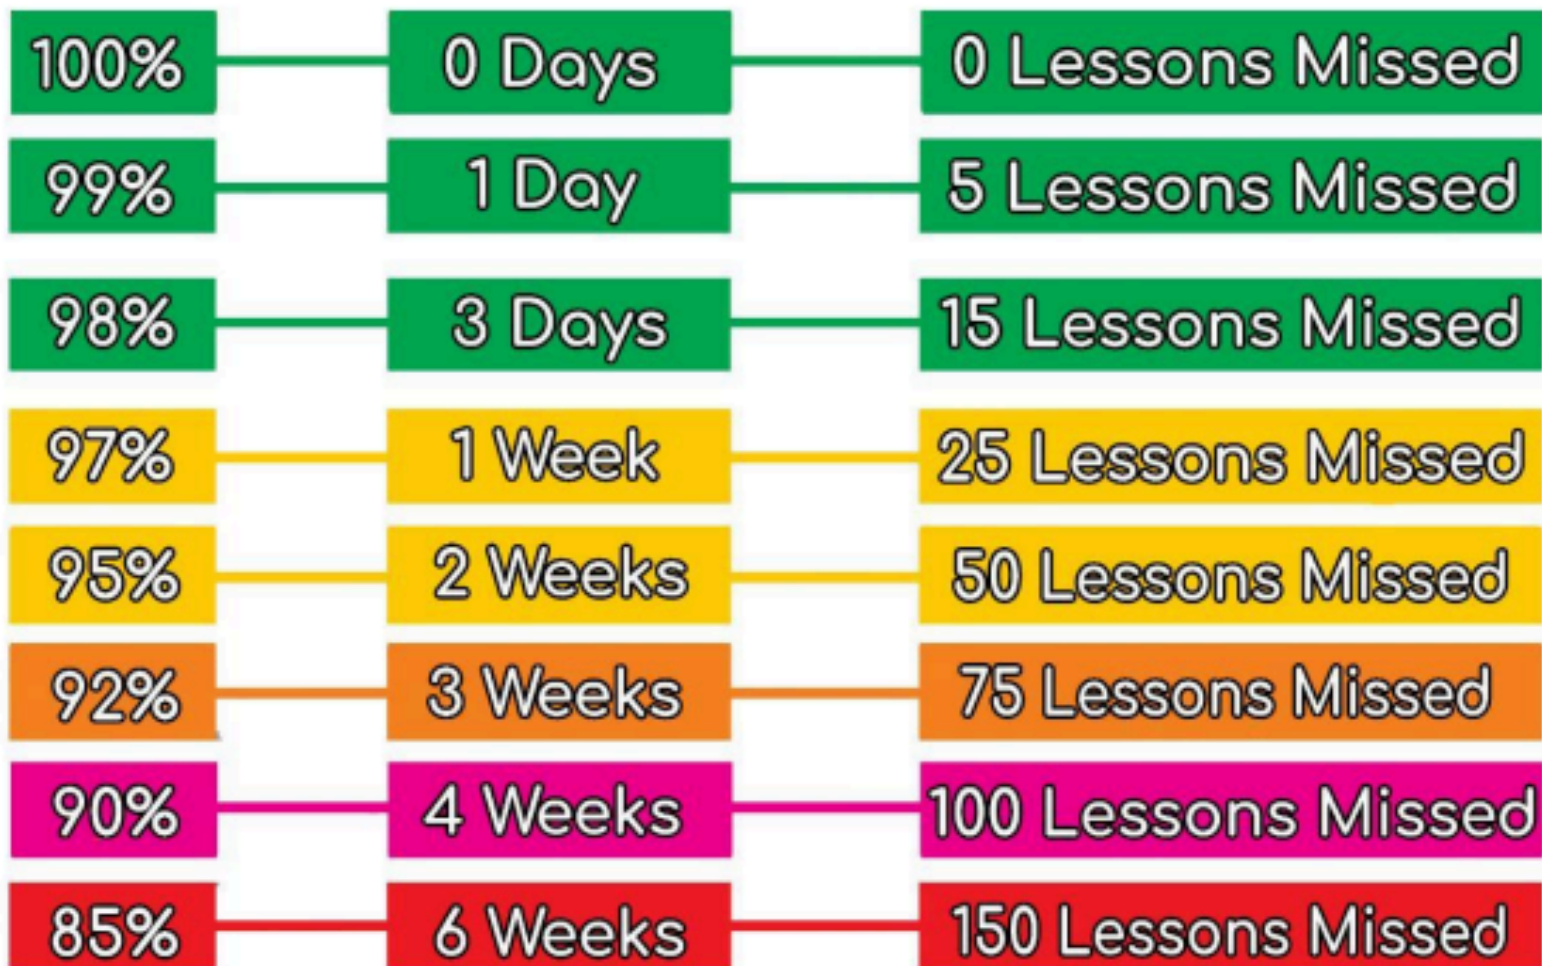 100% 0 Days 0 Lessons Missed
99% 1 Day 5 Lessons Missed
98% 3 Days 15 Lessons Missed
97% 1 Week 25 Lessons Missed
95% 2 Weeks 50 Lessons Missed
92% 3 Weeks 75 Lessons Missed
90% 4 Weeks 100 Lessons Missed
85% 6 Weeks 150 Lessons Missed